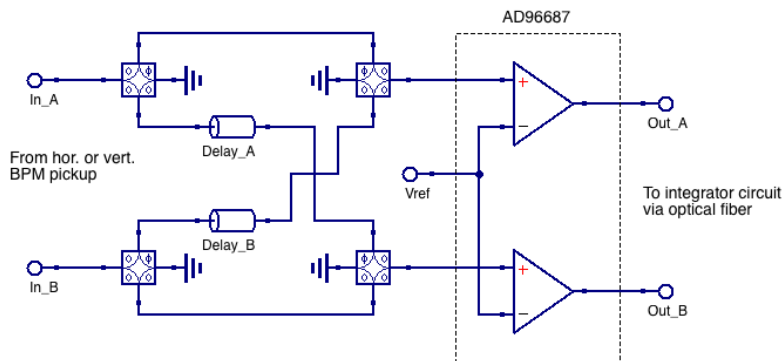 AD96687
In_A
+
−
Out_A
Delay_A
From hor. or vert.
BPM pickup
Vref
To integrator circuit
via optical fiber
Delay_B
In_B
+
−
Out_B